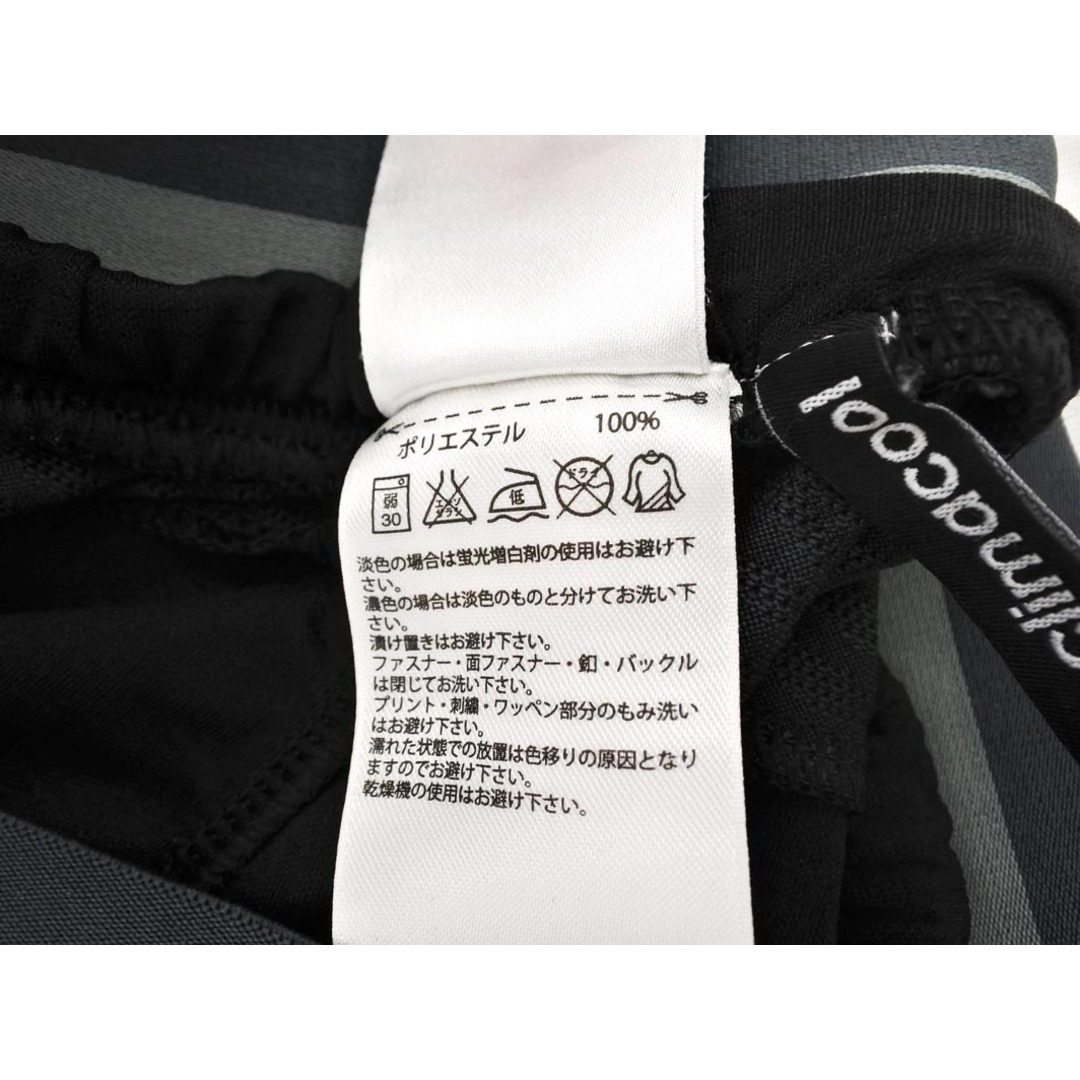 ポリエステル 100%
弱
30
エンソ
サラシ
低
ドライ
淡色の場合は蛍光増白剤の使用はお避け下
さい。
濃色の場合は淡色のものと分けてお洗い下
さい。
漬け置きはお避け下さい。
ファスナー・面ファスナー・釦・バックル
は閉じてお洗い下さい。
プリント・刺繍・ワッペン部分のもみ洗い
はお避け下さい。
濡れた状態での放置は色移りの原因となり
ますのでお避け下さい。
乾燥機の使用はお避け下さい。
climacool